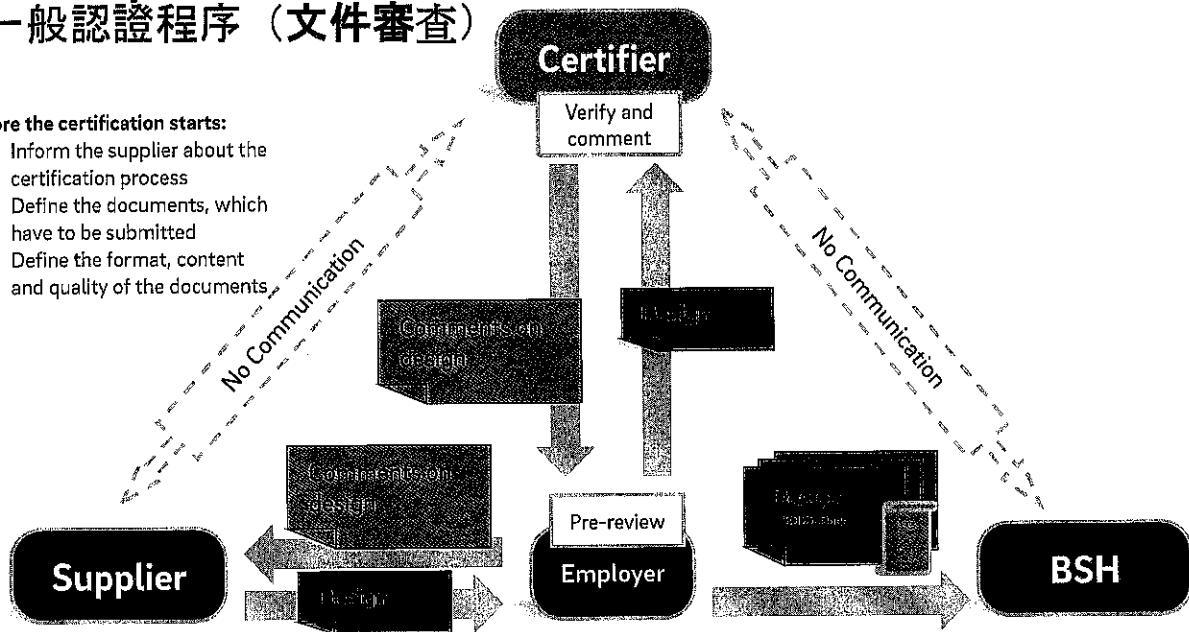 一般認證程序（文件審查）
ore the certification starts:
Inform the supplier about the
certification process
Define the documents, which
have to be submitted
Define the format, content
and quality of the documents
Certifier
Verify and
comment
No Communication
No Communication
Comments on
design
Design
Comments on
design
Design
Pre-review
Supplier
Employer
BSH